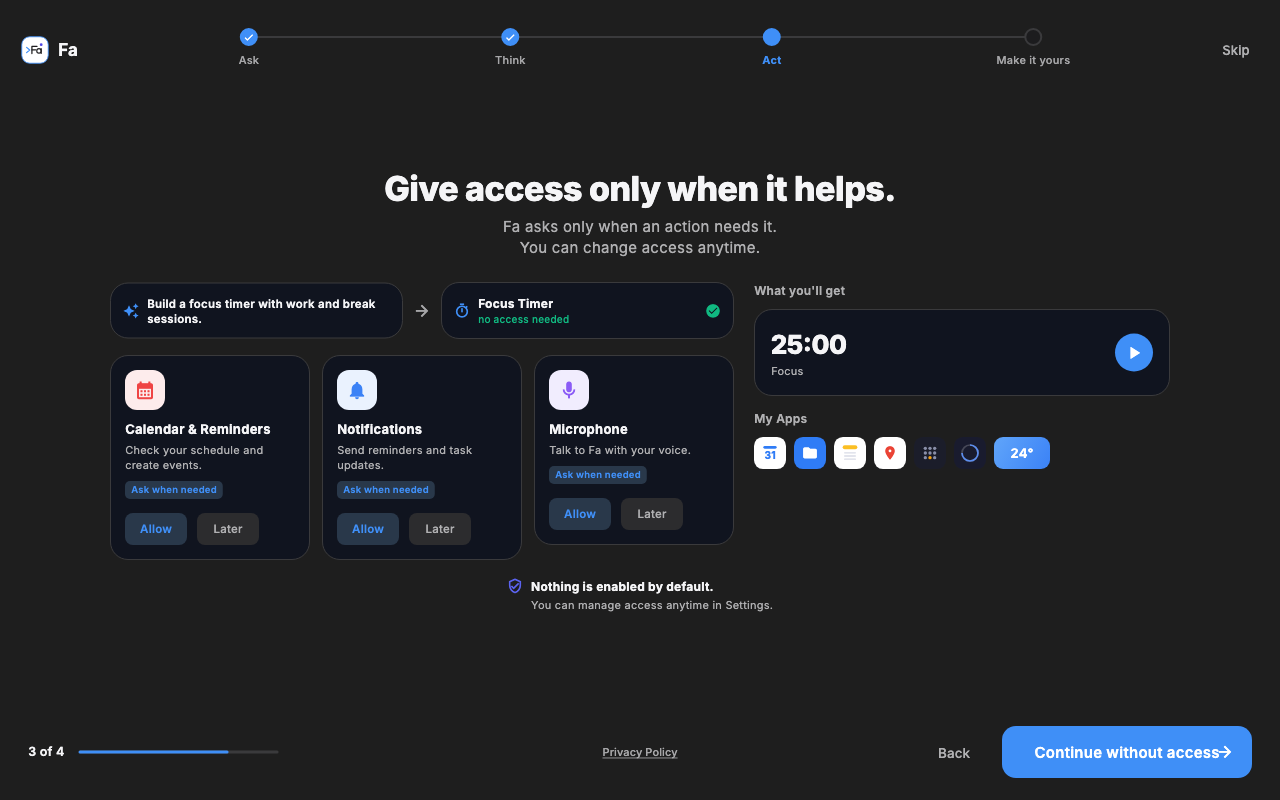 >Fa
Fa
Ask
Think
Act
Make it yours
Skip
Give access only when it helps.
Fa asks only when an action needs it.
You can change access anytime.
Build a focus timer with work and break
sessions.
Focus Timer
no access needed
What you'll get
25:00
Focus
My Apps
31
24°
Calendar & Reminders
Check your schedule and
create events.
Ask when needed
Allow
Later
Notifications
Send reminders and task
updates.
Ask when needed
Allow
Later
Microphone
Talk to Fa with your voice.
Ask when needed
Allow
Later
Nothing is enabled by default.
You can manage access anytime in Settings.
3 of 4
Privacy Policy
Back
Continue without access